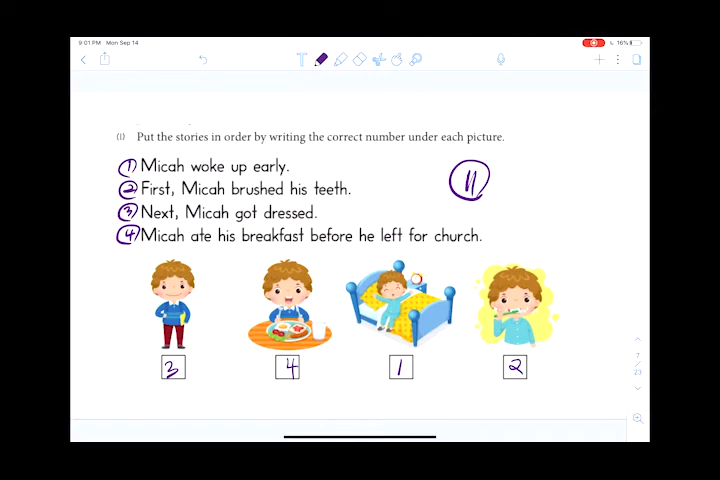 9:01 PM Mon Sep 14
16%
T
(1) Put the stories in order by writing the correct number under each picture.
1 Micah woke up early.
2 First, Micah brushed his teeth.
3 Next, Micah got dressed.
4 Micah ate his breakfast before he left for church.
11
3 4 1 2
7
/
23